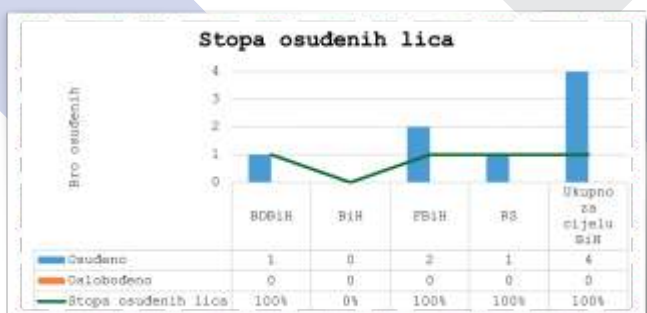 Stopa osuđenih lica
Bro osuđenih
4
3
2
1
0
BDBiH BiH FBiH RS Ukupno za cijelu BiH
Osuđeno 1 0 2 1 4
Oslobođeno 0 0 0 0 0
Stopa osuđenih lica 100% 0% 100% 100% 100%